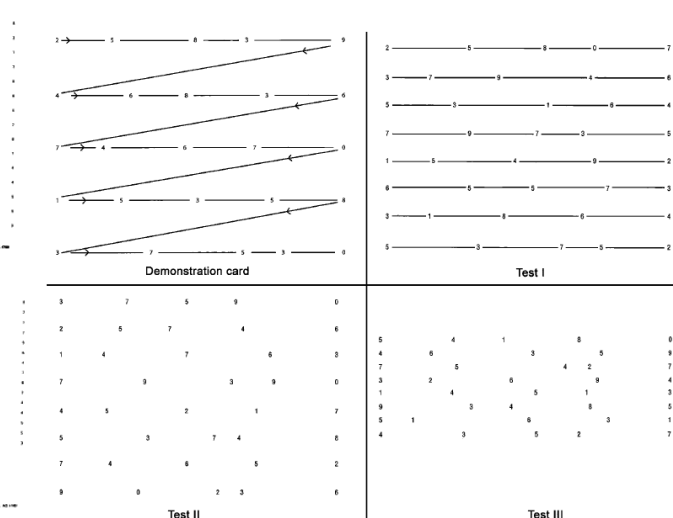 2 5 8 3 9
4 6 8 3 6
7 4 6 7 0
1 5 3 5 8
3 7 5 3 0
Demonstration card
2 5 8 0 7
3 7 9 4 6
5 3 1 6 4
7 9 7 3 5
1 5 4 9 2
6 5 5 7 3
3 1 8 6 4
5 3 7 5 2
Test I
3 7 5 9 0
2 5 7 4 6
1 4 7 6 3
7 9 3 9 0
4 5 2 1 7
5 3 7 4 8
7 4 6 5 2
9 0 2 3 6
Test II
5 4 1 8 0
4 6 3 5 9
7 5 4 2 7
3 2 6 9 4
1 4 5 1 3
9 3 4 8 5
5 1 6 3 1
4 3 5 2 7
Test III